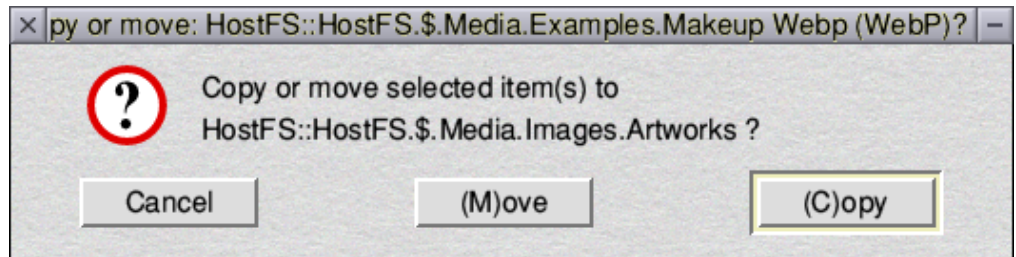 py or move: HostFS::HostFS.$.Media.Examples.Makeup Webp (WebP)?
?
Copy or move selected item(s) to
HostFS::HostFS.$.Media.Images.Artworks ?
Cancel
(M)ove
(C)opy